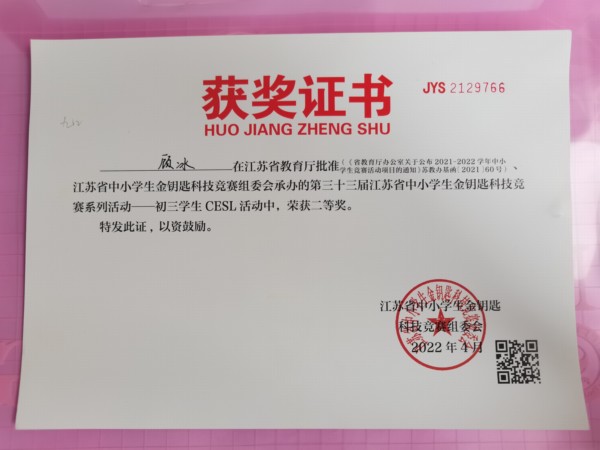 获奖证书
JYS 2129766
HUO JIANG ZHENG SHU
九22
顾冰 在江苏省教育厅批准(《省教育厅办公室关于公布2021-2022学年中小
学生竞赛活动项目的通知》苏教办基函〔2021〕60号)、
江苏省中小学生金钥匙科技竞赛组委会承办的第三十三届江苏省中小学生金钥匙科技竞
赛系列活动——初三学生 CESL 活动中,荣获二等奖。
特发此证,以资鼓励。
江苏省中小学生金钥匙
科技竞赛组委会
2022 年 4 月